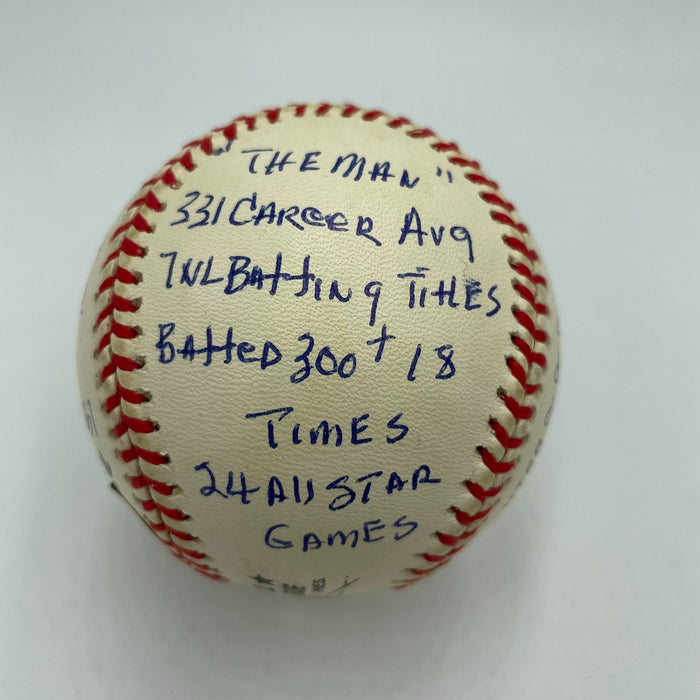 "THE MAN"
331 CAREER Avg
7 NL BAttiNg TitlES
BAttED 300+ 18
TimES
24 All STAR
GAMES